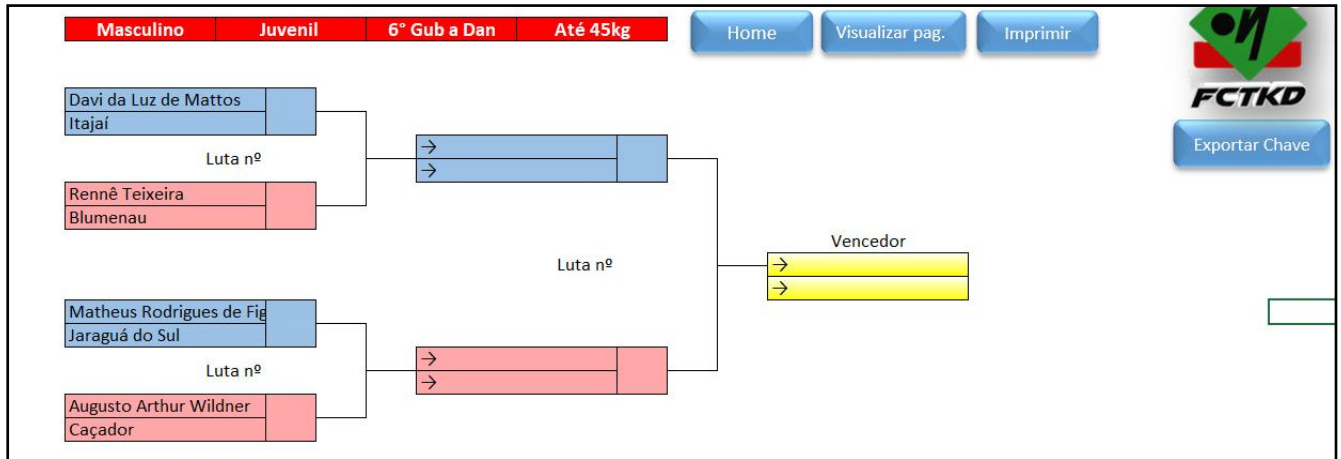 Masculino Juvenil 6° Gub a Dan Até 45kg
Home Visualizar pag. Imprimir
FCTKD
Exportar Chave
Davi da Luz de Mattos
Itajaí
Luta nº
Rennê Teixeira
Blumenau
→
→
Luta nº
Vencedor
→
→
Matheus Rodrigues de Fig
Jaraguá do Sul
Luta nº
Augusto Arthur Wildner
Caçador
→
→